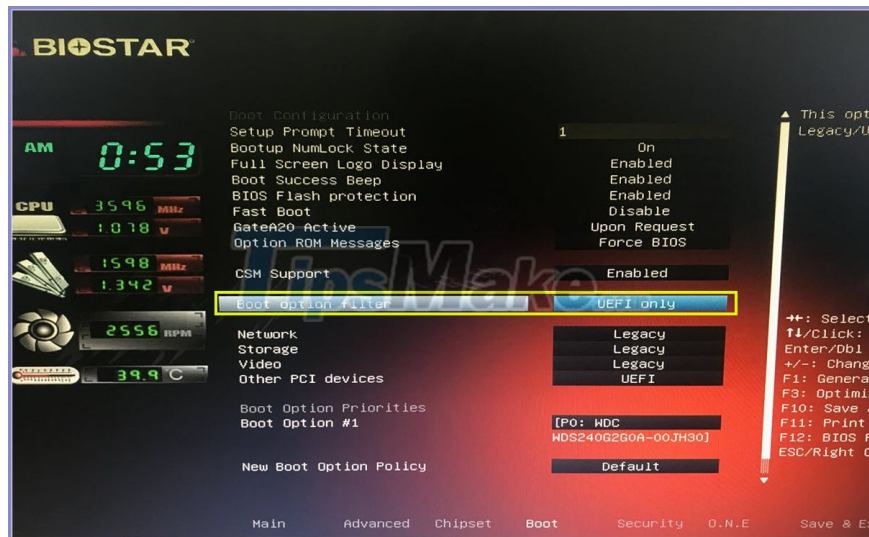 BIOSTAR
AM 0:53
CPU 3596 MHz
1.078 V
1598 MHz
1.342 V
2556 RPM
39.9 C
Boot Configuration
Setup Prompt Timeout 1
Bootup NumLock State On
Full Screen Logo Display Enabled
Boot Success Beep Enabled
BIOS Flash protection Enabled
Fast Boot Disable
GateA20 Active Upon Request
Option ROM Messages Force BIOS
CSM Support Enabled
TipsMake
Boot option filter UEFI only
Network Legacy
Storage Legacy
Video Legacy
Other PCI devices UEFI
Boot Option Priorities
Boot Option #1 [P0: WDC
WDS240G2G0A-00JH30]
New Boot Option Policy Default
This opt
Legacy/U
→←: Select
↑↓/Click:
Enter/Dbl
+/-: Chang
F1: Genera
F3: Optimi
F10: Save
F11: Print
F12: BIOS
ESC/Right
Main Advanced Chipset Boot Security O.N.E Save & E